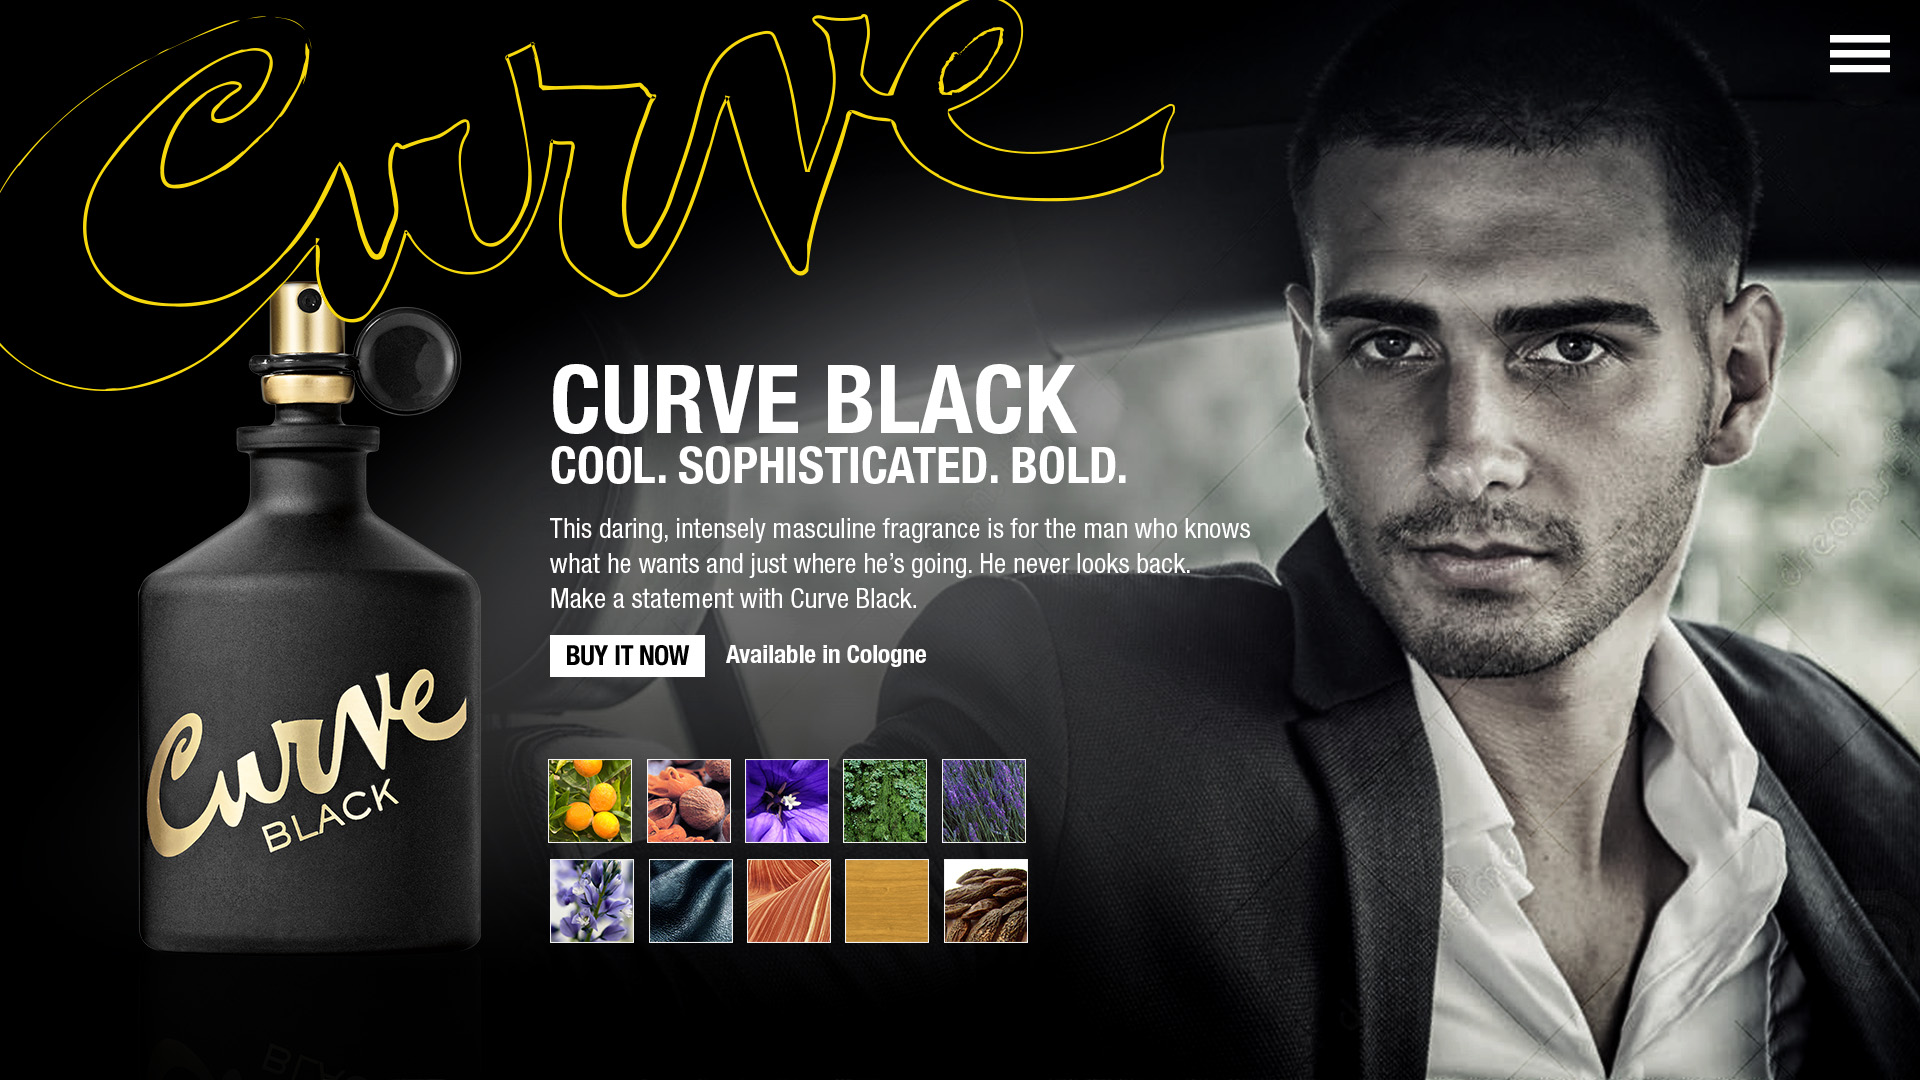 Curve
CURVE BLACK
COOL. SOPHISTICATED. BOLD.
This daring, intensely masculine fragrance is for the man who knows
what he wants and just where he’s going. He never looks back.
Make a statement with Curve Black.
BUY IT NOW
Available in Cologne
Curve
BLACK